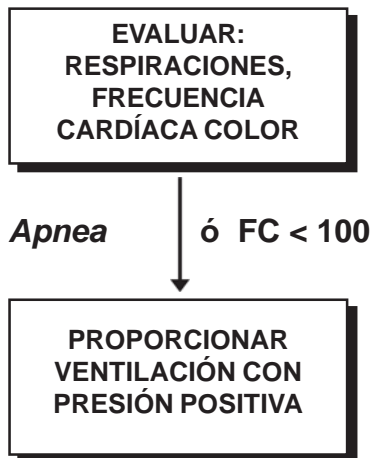 EVALUAR:
RESPIRACIONES,
FRECUENCIA
CARDÍACA COLOR
Apnea ó FC < 100
PROPORCIONAR
VENTILACIÓN CON
PRESIÓN POSITIVA